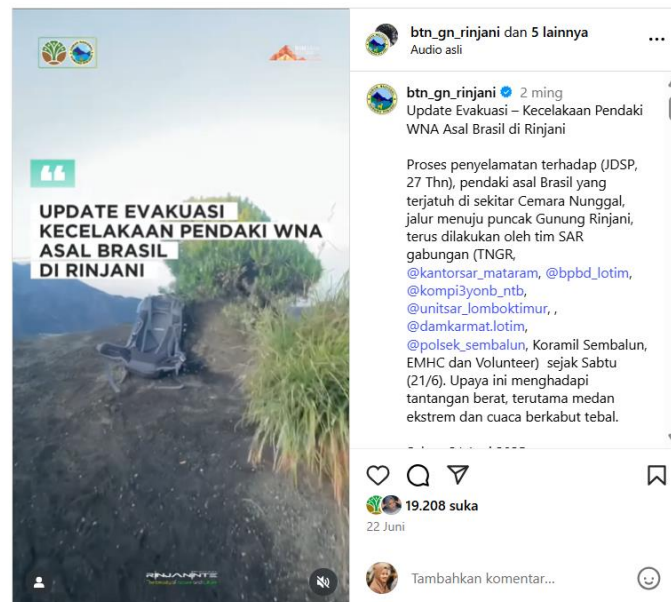 UPDATE EVAKUASI
KECELAKAAN PENDAKI WNA
ASAL BRASIL
DI RINJANI
RINJANI
btn_gn_rinjani dan 5 lainnya
Audio asli
btn_gn_rinjani 2 ming
Update Evakuasi – Kecelakaan Pendaki
WNA Asal Brasil di Rinjani
Proses penyelamatan terhadap (JDSP,
27 Thn), pendaki asal Brasil yang
terjatuh di sekitar Cemara Nunggal,
jalur menuju puncak Gunung Rinjani,
terus dilakukan oleh tim SAR
gabungan (TNGR,
@kantorsar_mataram, @bpbd_lotim,
@kompi3yonb_ntb,
@unitsar_lomboktimur, ,
@damkarmat.lotim,
@polsek_sembalun, Koramil Sembalun,
EMHC dan Volunteer) sejak Sabtu
(21/6). Upaya ini menghadapi
tantangan berat, terutama medan
ekstrem dan cuaca berkabut tebal.
19.208 suka
22 Juni
Tambahkan komentar...